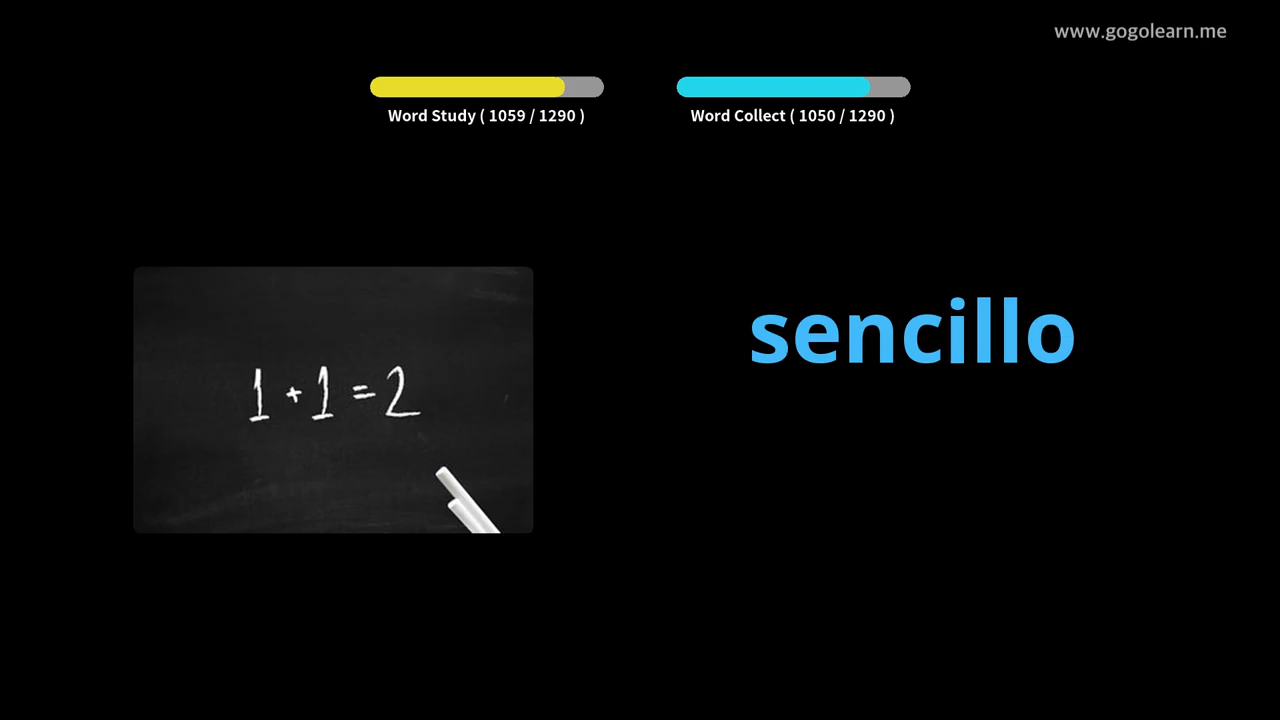 www.gogolearn.me
Word Study ( 1059 / 1290 )
Word Collect ( 1050 / 1290 )
1 + 1 = 2
sencillo